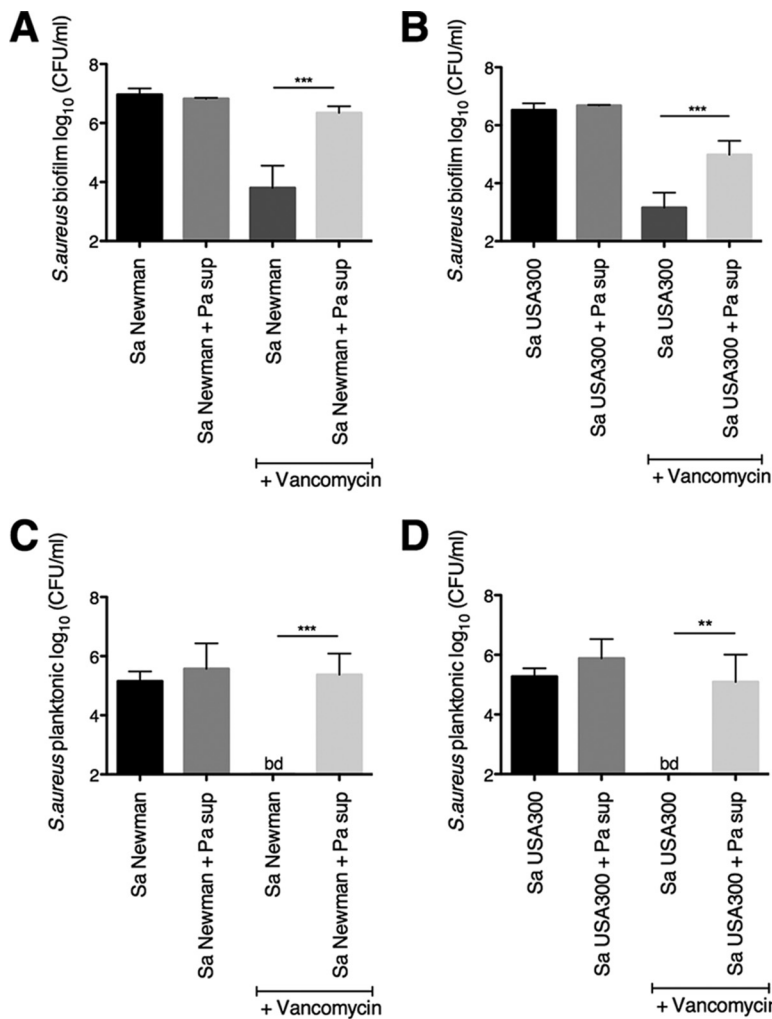 A
S.aureus biofilm log10 (CFU/ml)
8
6
4
2
***
Sa Newman
Sa Newman + Pa sup
Sa Newman
Sa Newman + Pa sup
+ Vancomycin
B
S.aureus biofilm log10 (CFU/ml)
8
6
4
2
***
Sa USA300
Sa USA300 + Pa sup
Sa USA300
Sa USA300 + Pa sup
+ Vancomycin
C
S.aureus planktonic log10 (CFU/ml)
8
6
4
2
***
bd
Sa Newman
Sa Newman + Pa sup
Sa Newman
Sa Newman + Pa sup
+ Vancomycin
D
S.aureus planktonic log10 (CFU/ml)
8
6
4
2
**
bd
Sa USA300
Sa USA300 + Pa sup
Sa USA300
Sa USA300 + Pa sup
+ Vancomycin